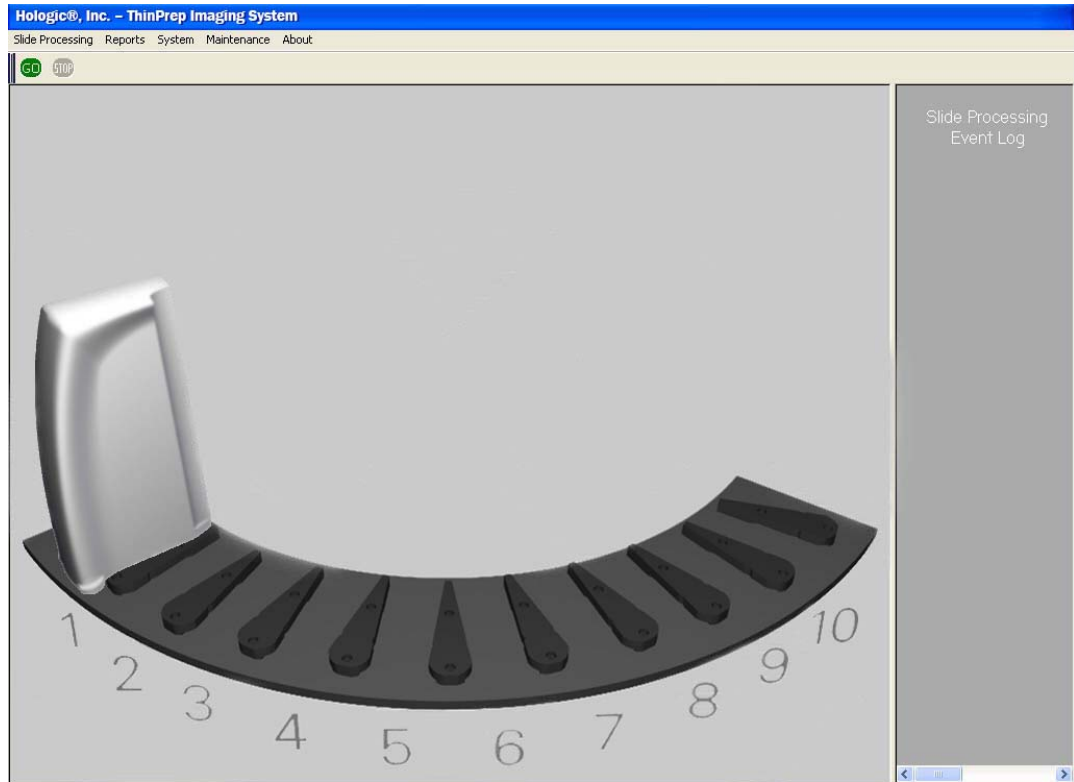 Hologic®, Inc. – ThinPrep Imaging System
Slide Processing Reports System Maintenance About
GO STOP
Slide Processing
Event Log
1
2
3
4
5
6
7
8
9
10